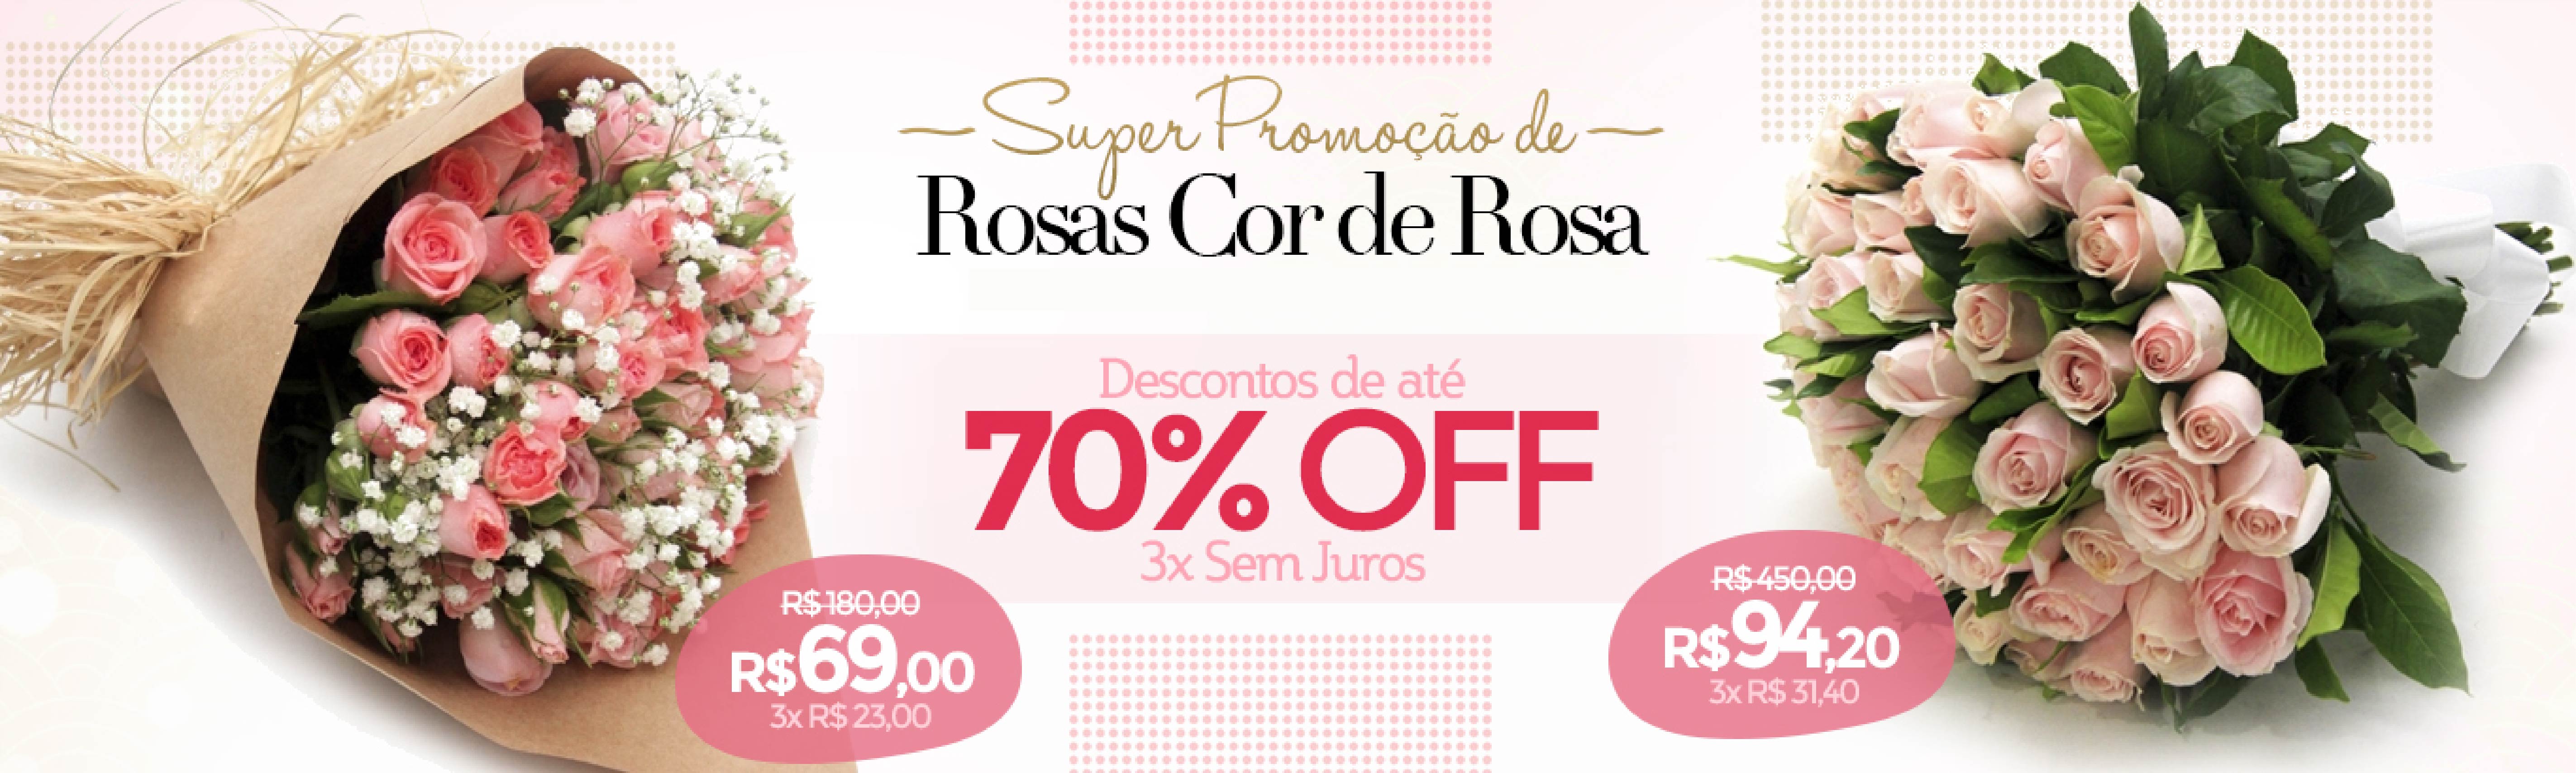 Super Promoção de
Rosas Cor de Rosa
Descontos de até
70% OFF
3x Sem Juros
R$ 180,00
R$69,00
3x R$ 23,00
R$ 450,00
R$94,20
3x R$ 31,40